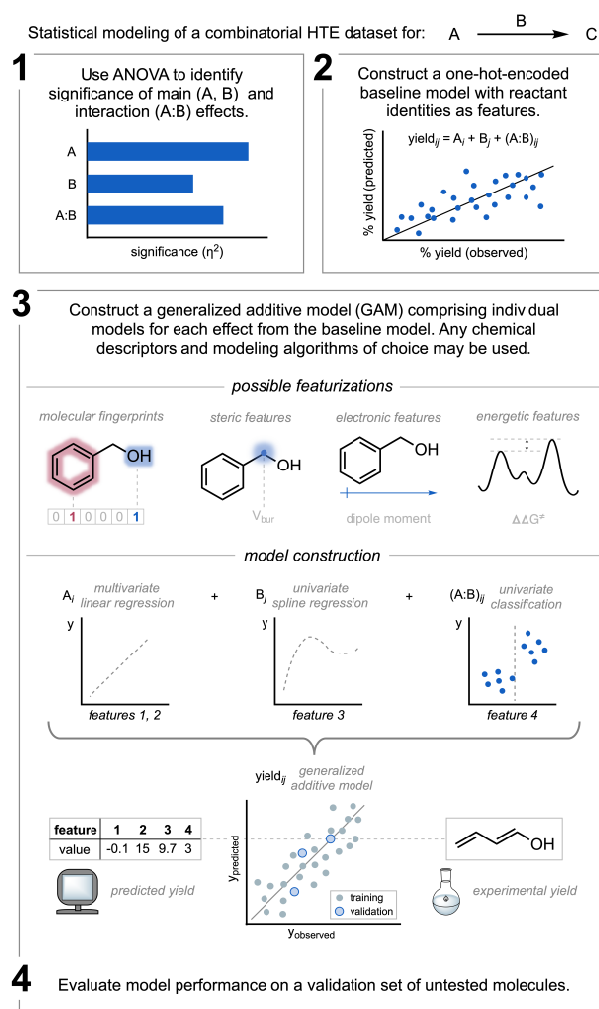 Statistical modeling of a combinatorial HTE dataset for: A B C
1
Use ANOVA to identify
significance of main (A, B) and
interaction (A:B) effects.
A
B
A:B
significance (η²)
2
Construct a one-hot-encoded
baseline model with reactant
identities as features.
yieldᵢⱼ = Aᵢ + Bⱼ + (A:B)ᵢⱼ
% yield (predicted)
% yield (observed)
3
Construct a generalized additive model (GAM) comprising individual
models for each effect from the baseline model. Any chemical
descriptors and modeling algorithms of choice may be used.
possible featurizations
molecular fingerprints
steric features
electronic features
energetic features
OH
OH
OH
0 1 0 0 0 0 1
V_bur
dipole moment
ΔΔG≠
model construction
Aᵢ multivariate
linear regression
+
Bⱼ univariate
spline regression
+
(A:B)ᵢⱼ univariate
classification
y
y
y
features 1, 2
feature 3
feature 4
yieldᵢⱼ generalized
additive model
feature 1 2 3 4
value -0.1 15 9.7 3
predicted yield
y_predicted
training
validation
y_observed
OH
experimental yield
4
Evaluate model performance on a validation set of untested molecules.